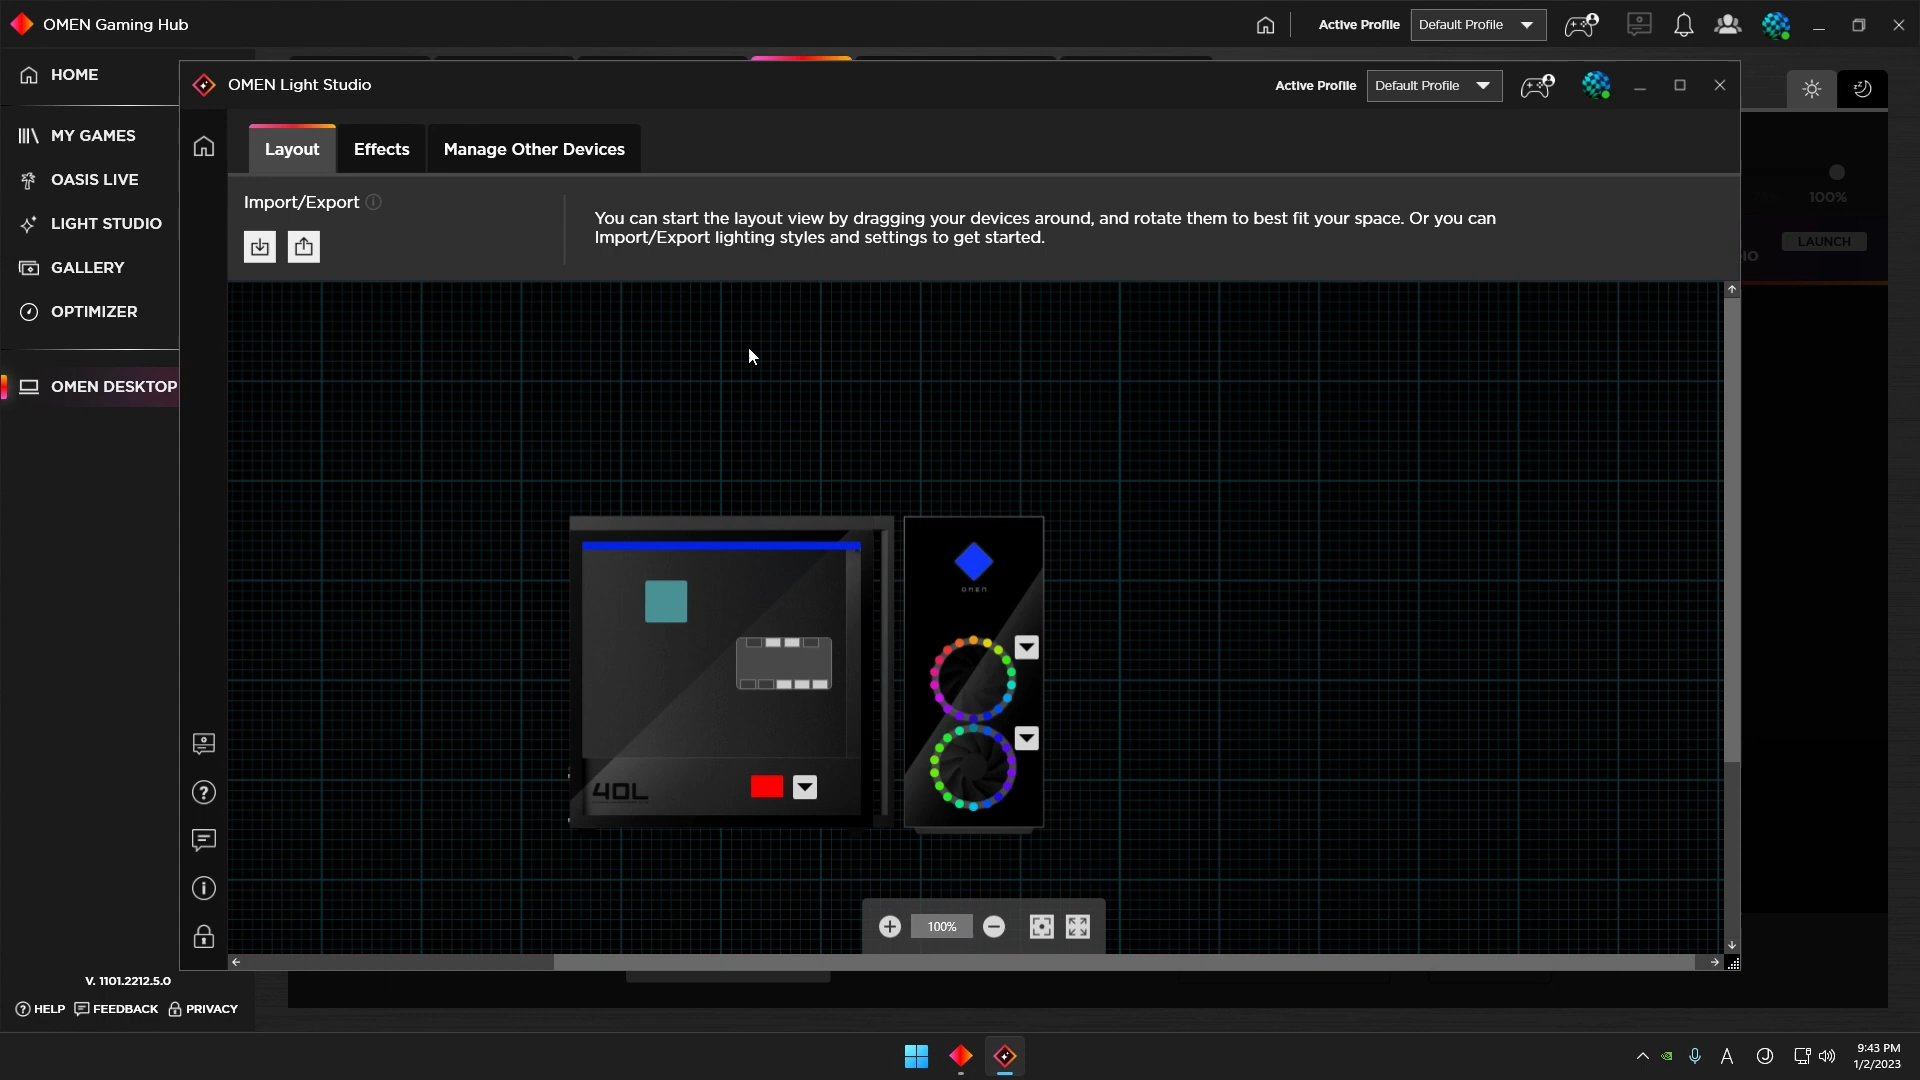 OMEN Gaming Hub
Active Profile
Default Profile
HOME
MY GAMES
OASIS LIVE
LIGHT STUDIO
GALLERY
OPTIMIZER
OMEN DESKTOP
OMEN Light Studio
Active Profile
Default Profile
Layout
Effects
Manage Other Devices
Import/Export
You can start the layout view by dragging your devices around, and rotate them to best fit your space. Or you can
Import/Export lighting styles and settings to get started.
100%
LAUNCH
IO
OMEN
40L
100%
V. 1101.2212.5.0
HELP
FEEDBACK
PRIVACY
9:43 PM
1/2/2023